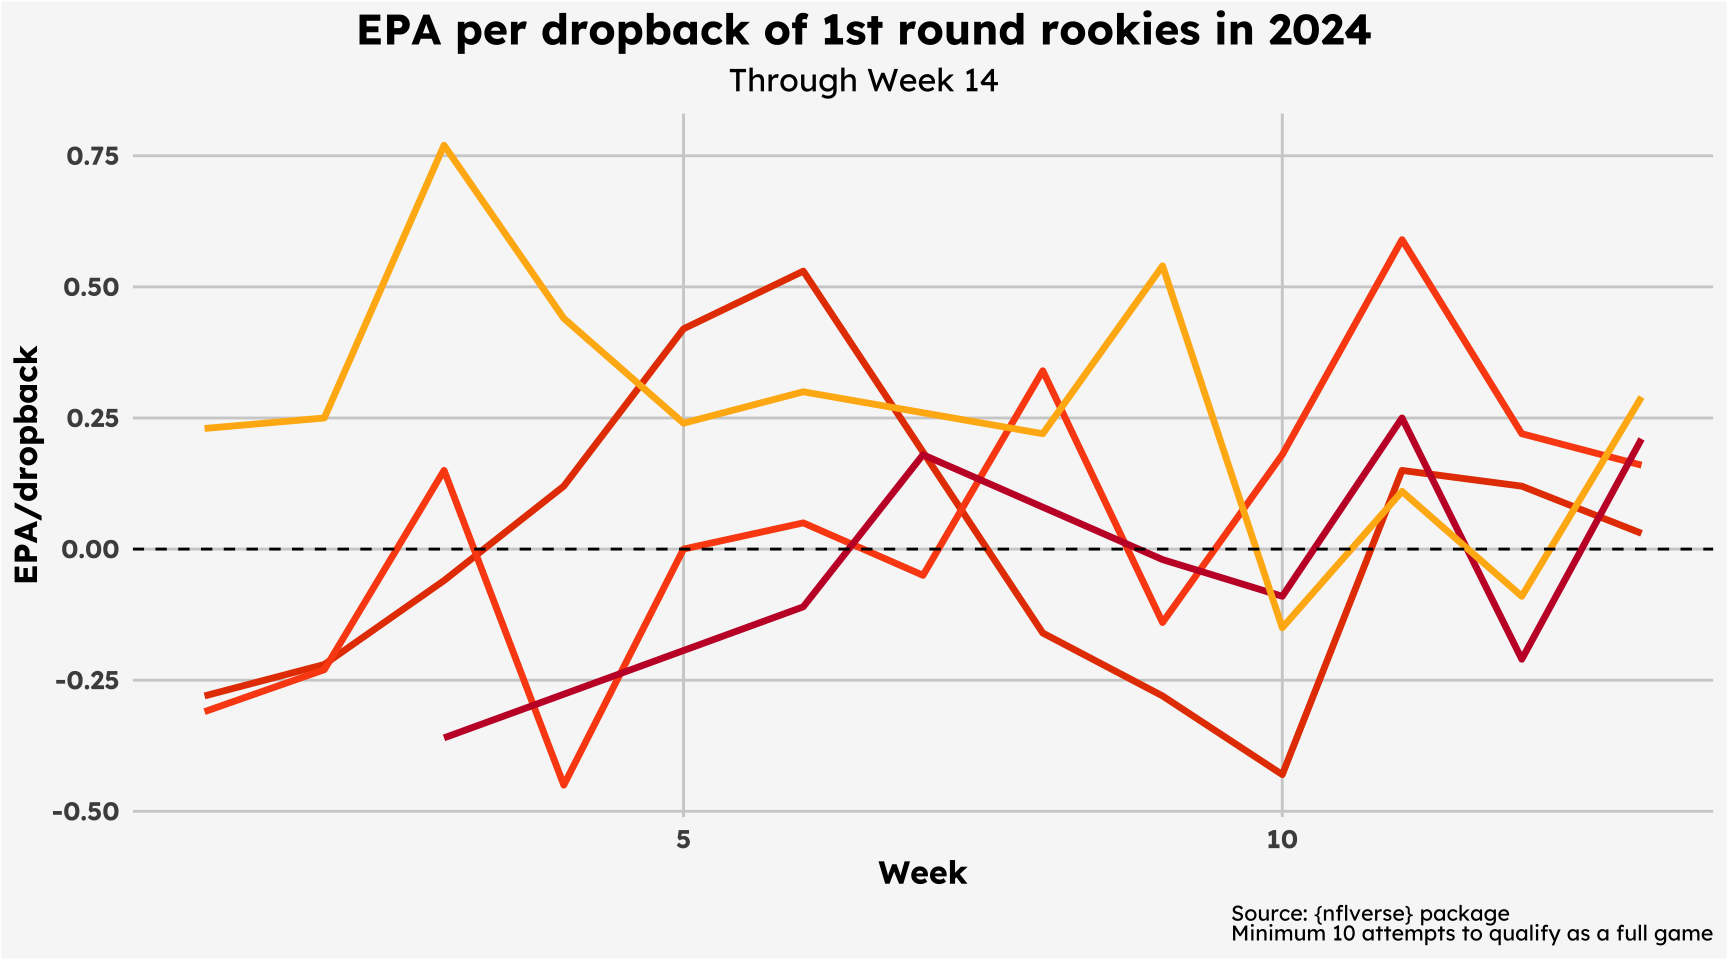 EPA per dropback of 1st round rookies in 2024
Through Week 14
EPA/dropback
0.75
0.50
0.25
0.00
-0.25
-0.50
5
10
Week
Source: {nflverse} package
Minimum 10 attempts to qualify as a full game